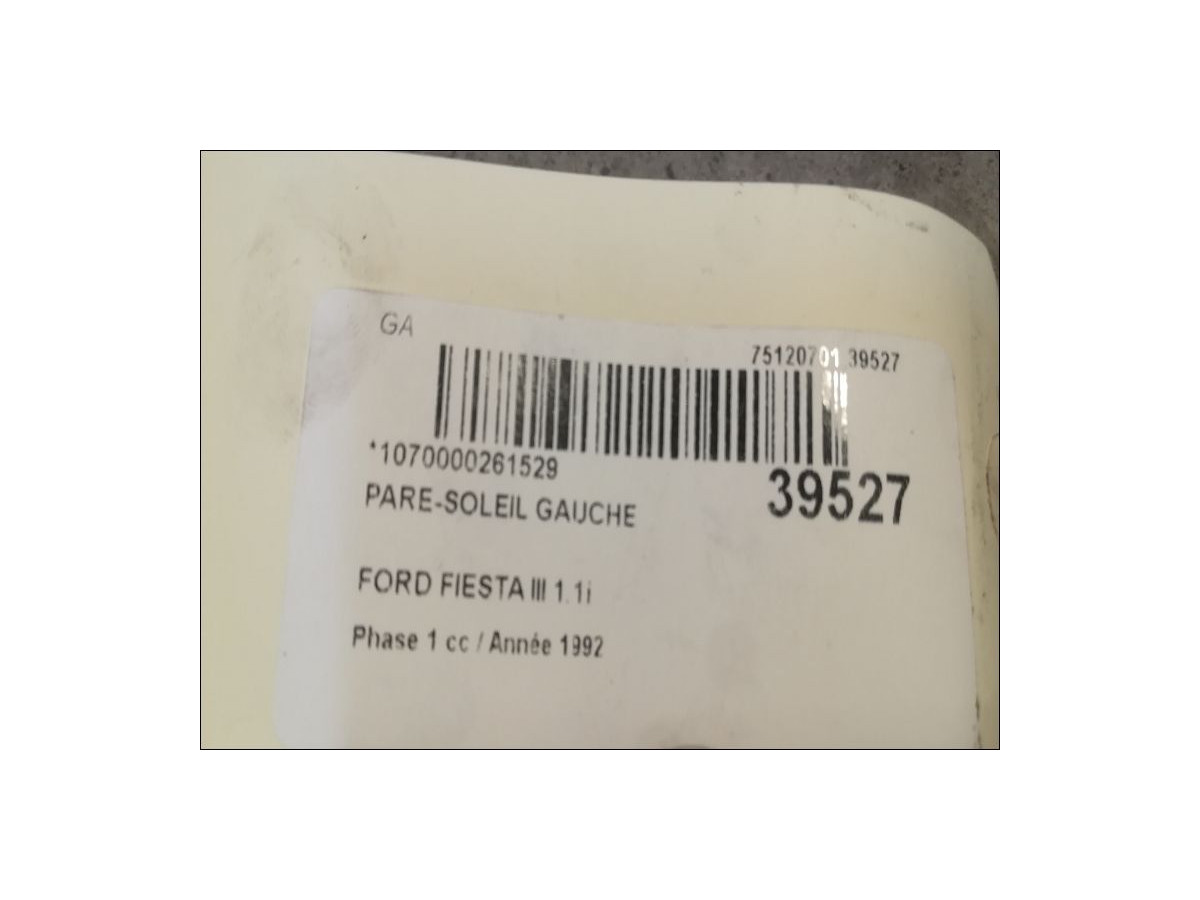 GA
75120701 39527
*1070000261529
39527
PARE-SOLEIL GAUCHE
FORD FIESTA III 1.1i
Phase 1 cc / Année 1992